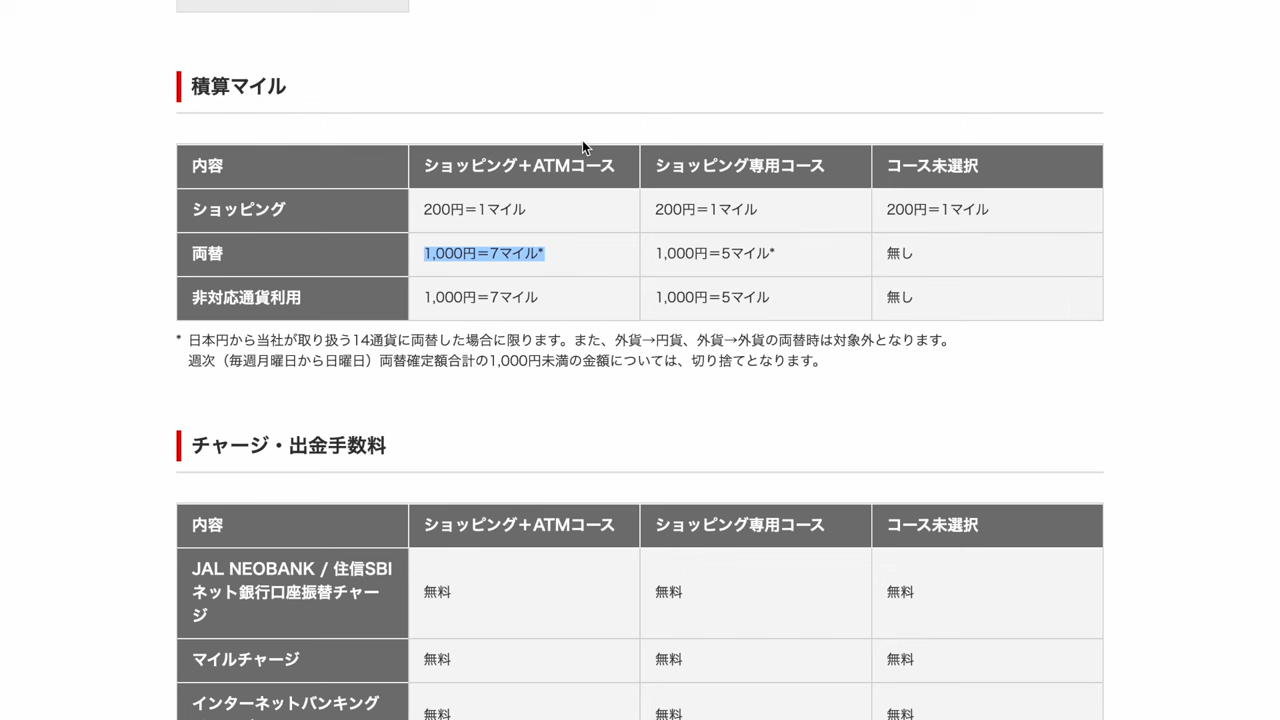 積算マイル
内容 ショッピング＋ATMコース ショッピング専用コース コース未選択
ショッピング 200円＝1マイル 200円＝1マイル 200円＝1マイル
両替 1,000円＝7マイル* 1,000円＝5マイル* 無し
非対応通貨利用 1,000円＝7マイル 1,000円＝5マイル 無し
* 日本円から当社が取り扱う14通貨に両替した場合に限ります。また、外貨→円貨、外貨→外貨の両替時は対象外となります。
週次（毎週月曜日から日曜日）両替確定額合計の1,000円未満の金額については、切り捨てとなります。
チャージ・出金手数料
内容 ショッピング＋ATMコース ショッピング専用コース コース未選択
JAL NEOBANK / 住信SBI
ネット銀行口座振替チャー
ジ
無料 無料 無料
マイルチャージ 無料 無料 無料
インターネットバンキング
無料 無料 無料